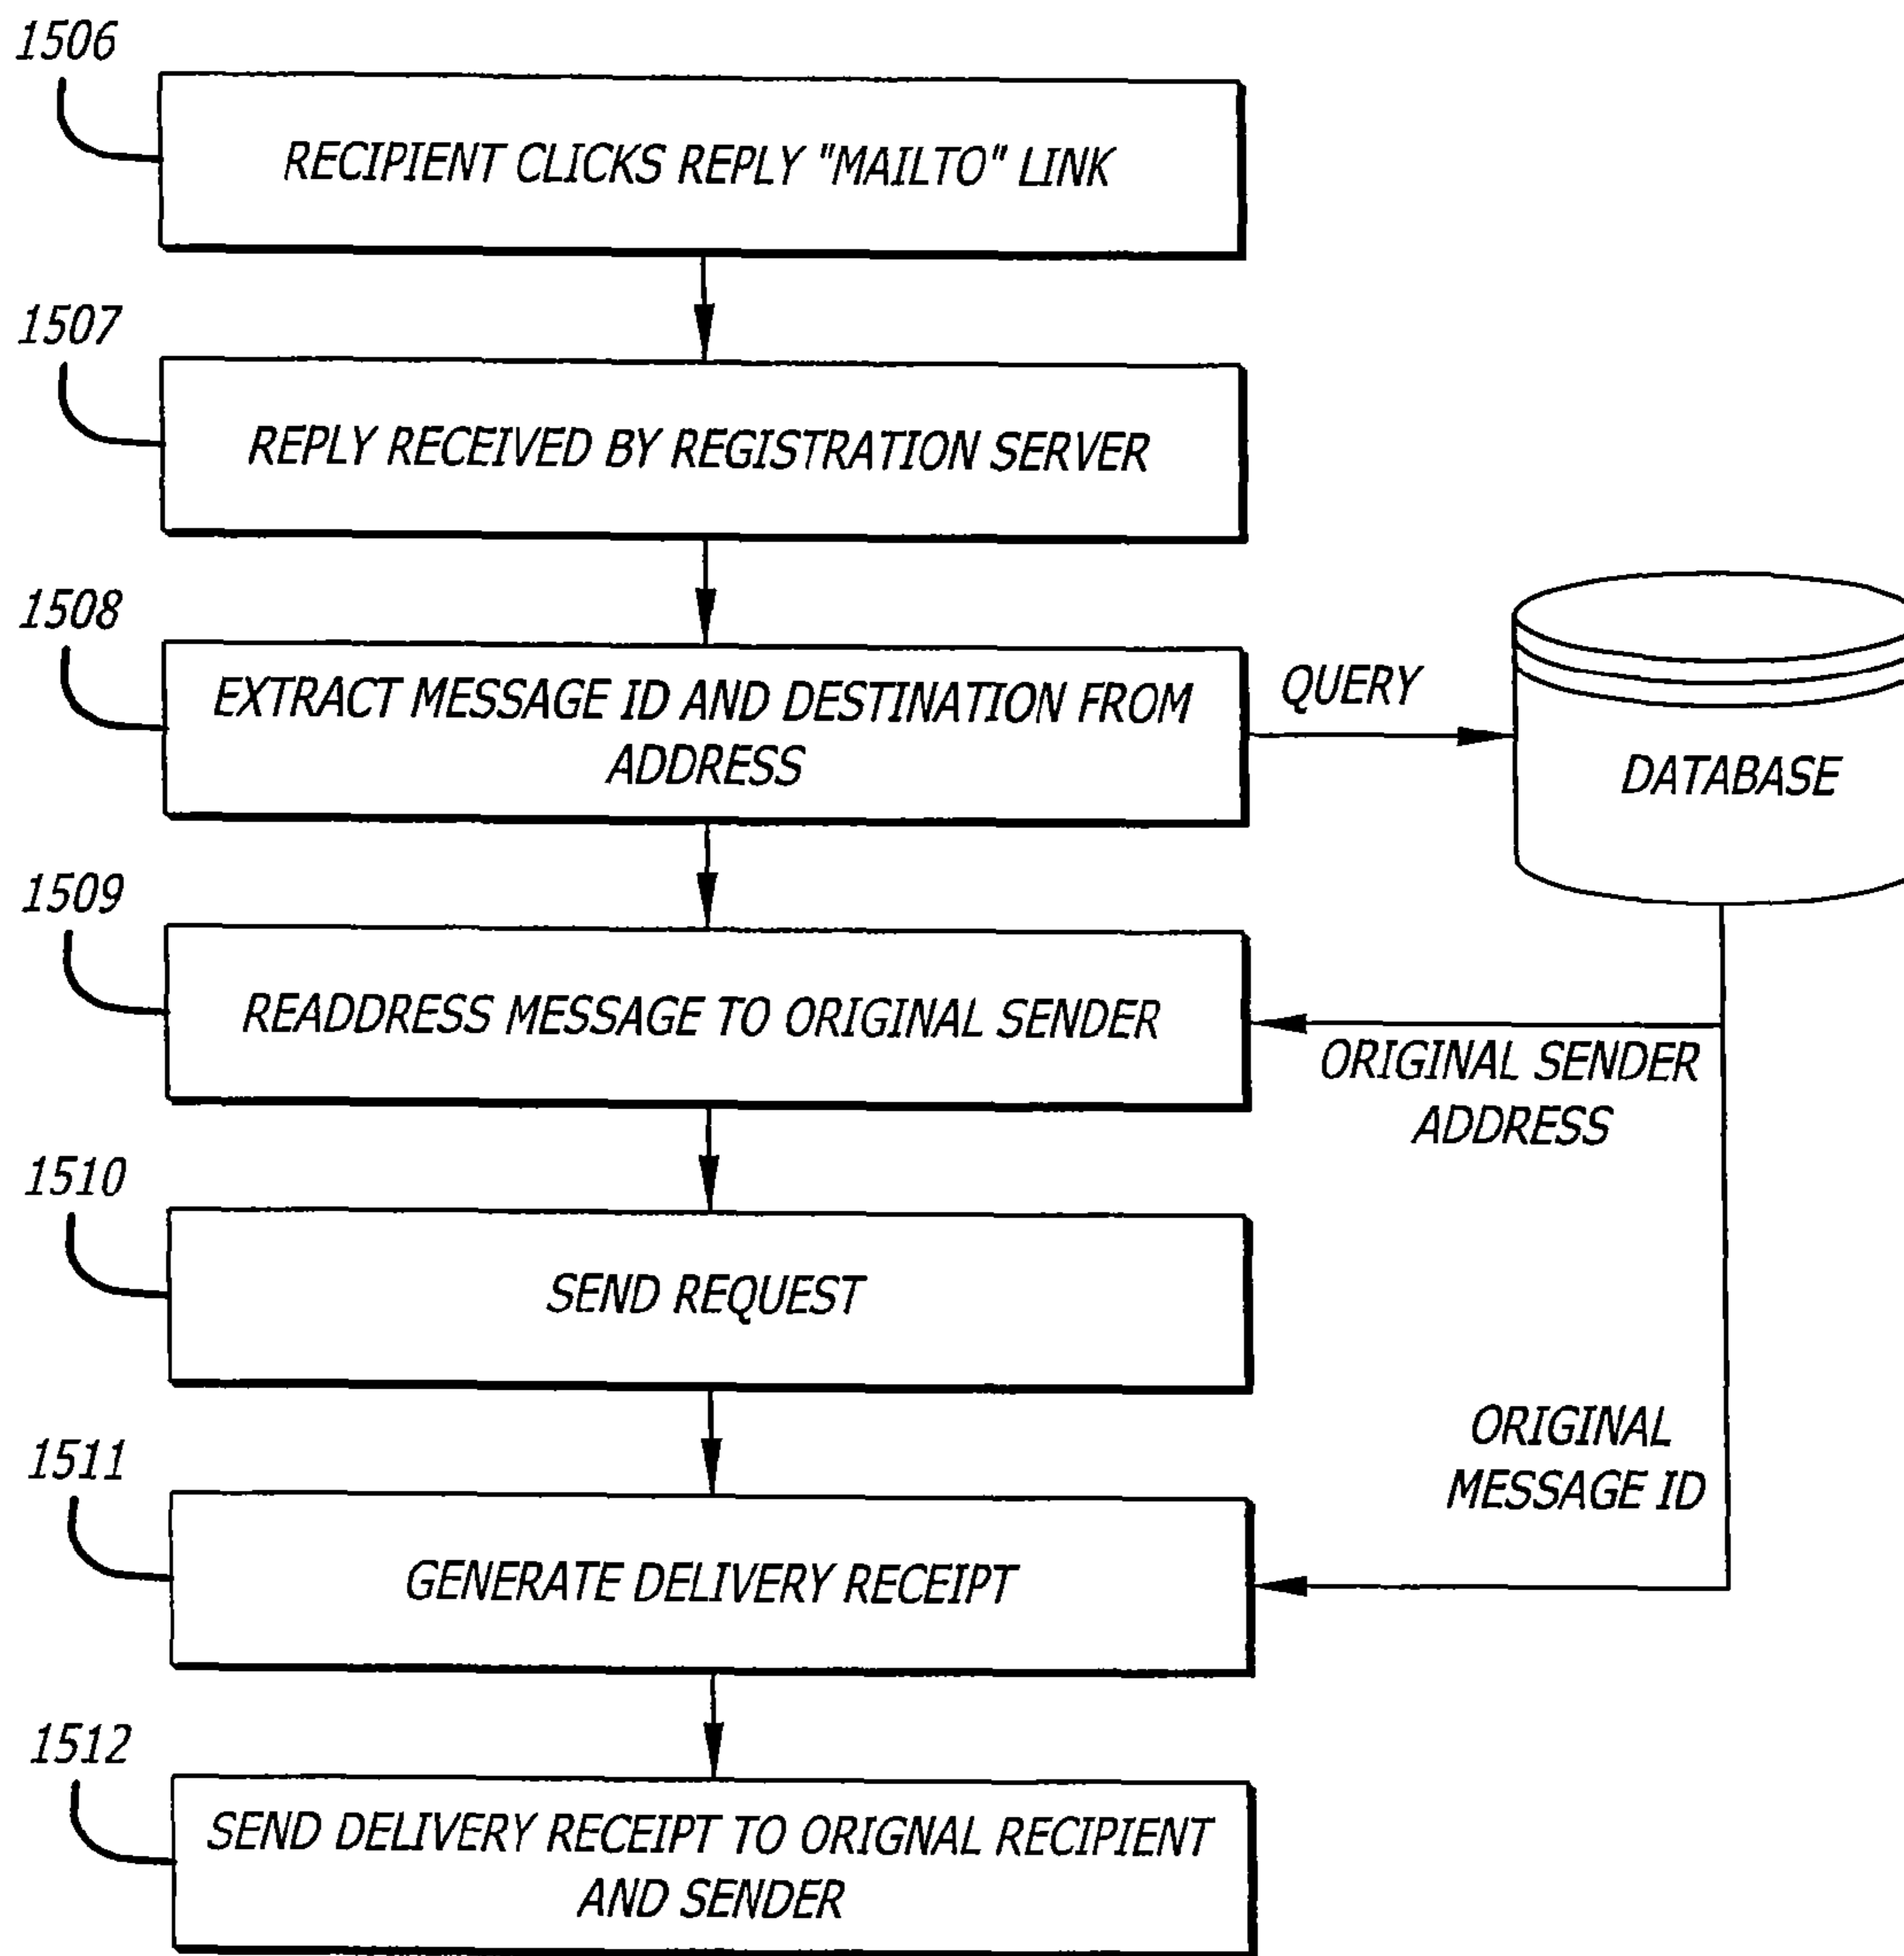 1506
RECIPIENT CLICKS REPLY "MAILTO" LINK
1507
REPLY RECEIVED BY REGISTRATION SERVER
1508
EXTRACT MESSAGE ID AND DESTINATION FROM
ADDRESS
QUERY
DATABASE
1509
READDRESS MESSAGE TO ORIGINAL SENDER
ORIGINAL SENDER
ADDRESS
1510
SEND REQUEST
ORIGINAL
MESSAGE ID
1511
GENERATE DELIVERY RECEIPT
1512
SEND DELIVERY RECEIPT TO ORIGNAL RECIPIENT
AND SENDER